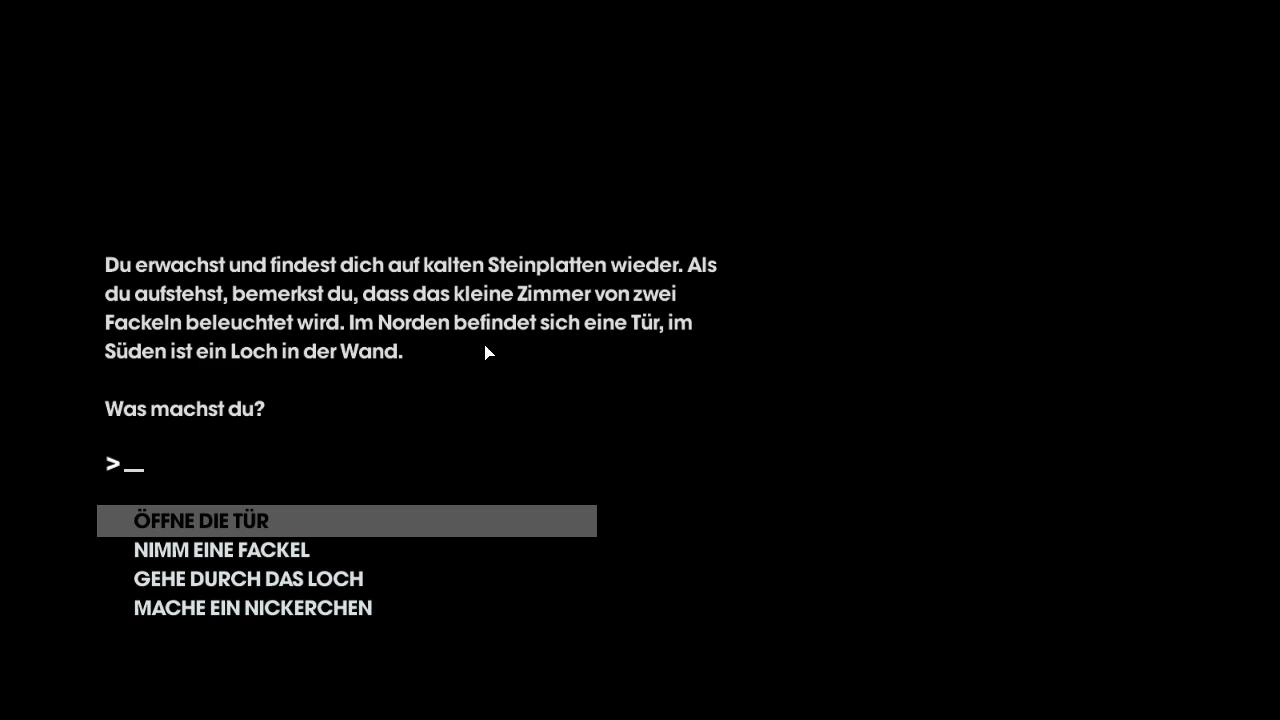 Du erwachst und findest dich auf kalten Steinplatten wieder. Als
du aufstehst, bemerkst du, dass das kleine Zimmer von zwei
Fackeln beleuchtet wird. Im Norden befindet sich eine Tür, im
Süden ist ein Loch in der Wand.
Was machst du?
>_
ÖFFNE DIE TÜR
NIMM EINE FACKEL
GEHE DURCH DAS LOCH
MACHE EIN NICKERCHEN